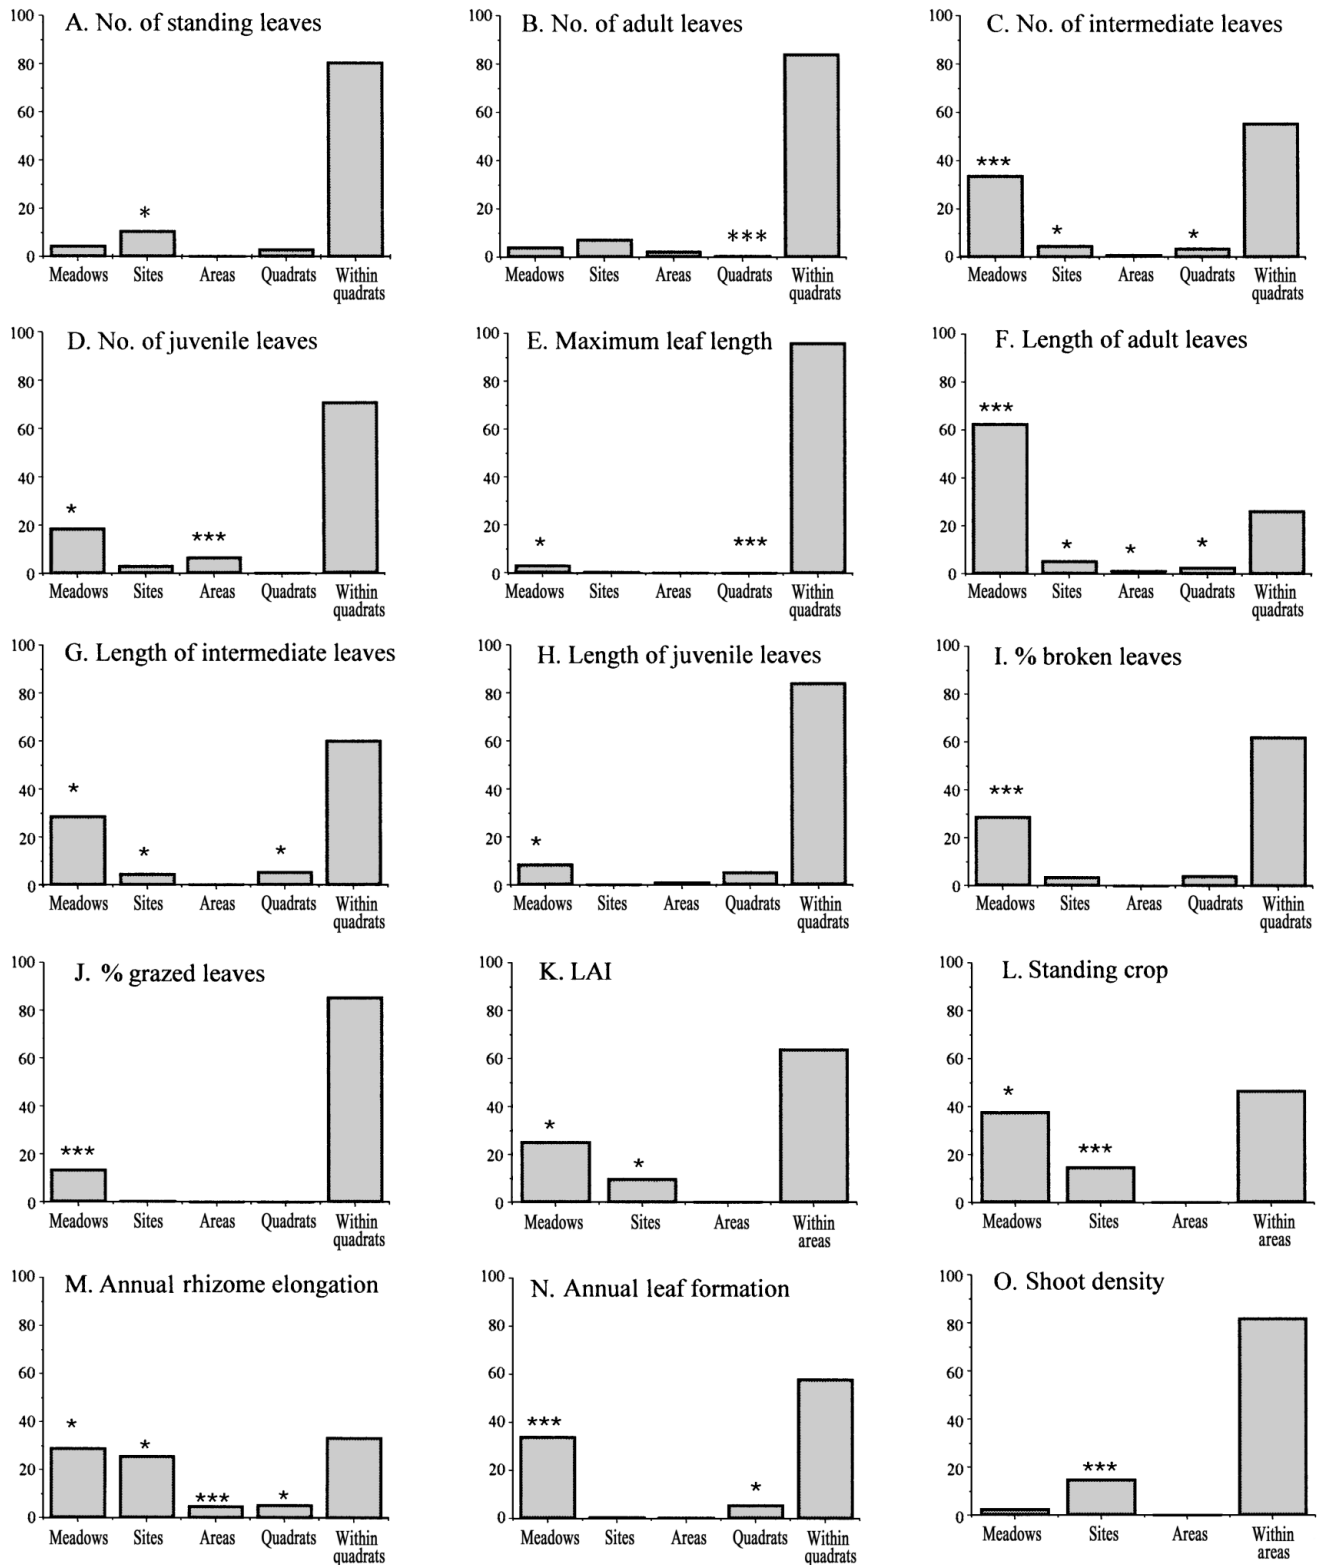 A. No. of standing leaves
100
80
60
40
20
0
*
Meadows Sites Areas Quadrats Within
quadrats
B. No. of adult leaves
100
80
60
40
20
0
***
Meadows Sites Areas Quadrats Within
quadrats
C. No. of intermediate leaves
100
80
60
40
20
0
*** * *
Meadows Sites Areas Quadrats Within
quadrats
D. No. of juvenile leaves
100
80
60
40
20
0
* ***
Meadows Sites Areas Quadrats Within
quadrats
E. Maximum leaf length
100
80
60
40
20
0
* ***
Meadows Sites Areas Quadrats Within
quadrats
F. Length of adult leaves
100
80
60
40
20
0
*** * * *
Meadows Sites Areas Quadrats Within
quadrats
G. Length of intermediate leaves
100
80
60
40
20
0
* * *
Meadows Sites Areas Quadrats Within
quadrats
H. Length of juvenile leaves
100
80
60
40
20
0
*
Meadows Sites Areas Quadrats Within
quadrats
I. % broken leaves
100
80
60
40
20
0
***
Meadows Sites Areas Quadrats Within
quadrats
J. % grazed leaves
100
80
60
40
20
0
***
Meadows Sites Areas Quadrats Within
quadrats
K. LAI
100
80
60
40
20
0
* *
Meadows Sites Areas Within
areas
L. Standing crop
100
80
60
40
20
0
* ***
Meadows Sites Areas Within
areas
M. Annual rhizome elongation
100
80
60
40
20
0
* * *** *
Meadows Sites Areas Quadrats Within
quadrats
N. Annual leaf formation
100
80
60
40
20
0
*** *
Meadows Sites Areas Quadrats Within
quadrats
O. Shoot density
100
80
60
40
20
0
***
Meadows Sites Areas Within
areas